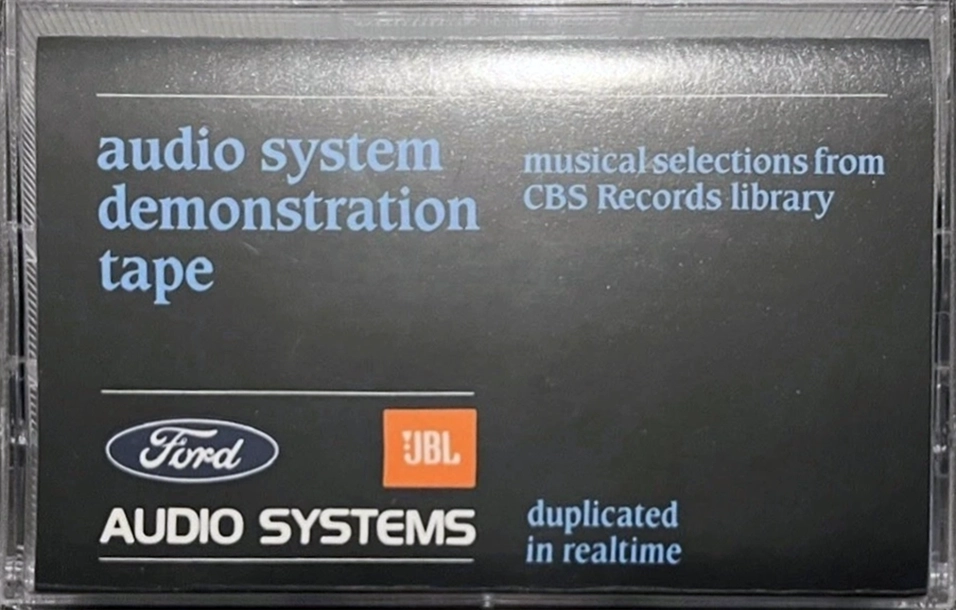 audio system
demonstration
tape
musical selections from
CBS Records library
Ford
JBL
AUDIO SYSTEMS
duplicated
in realtime